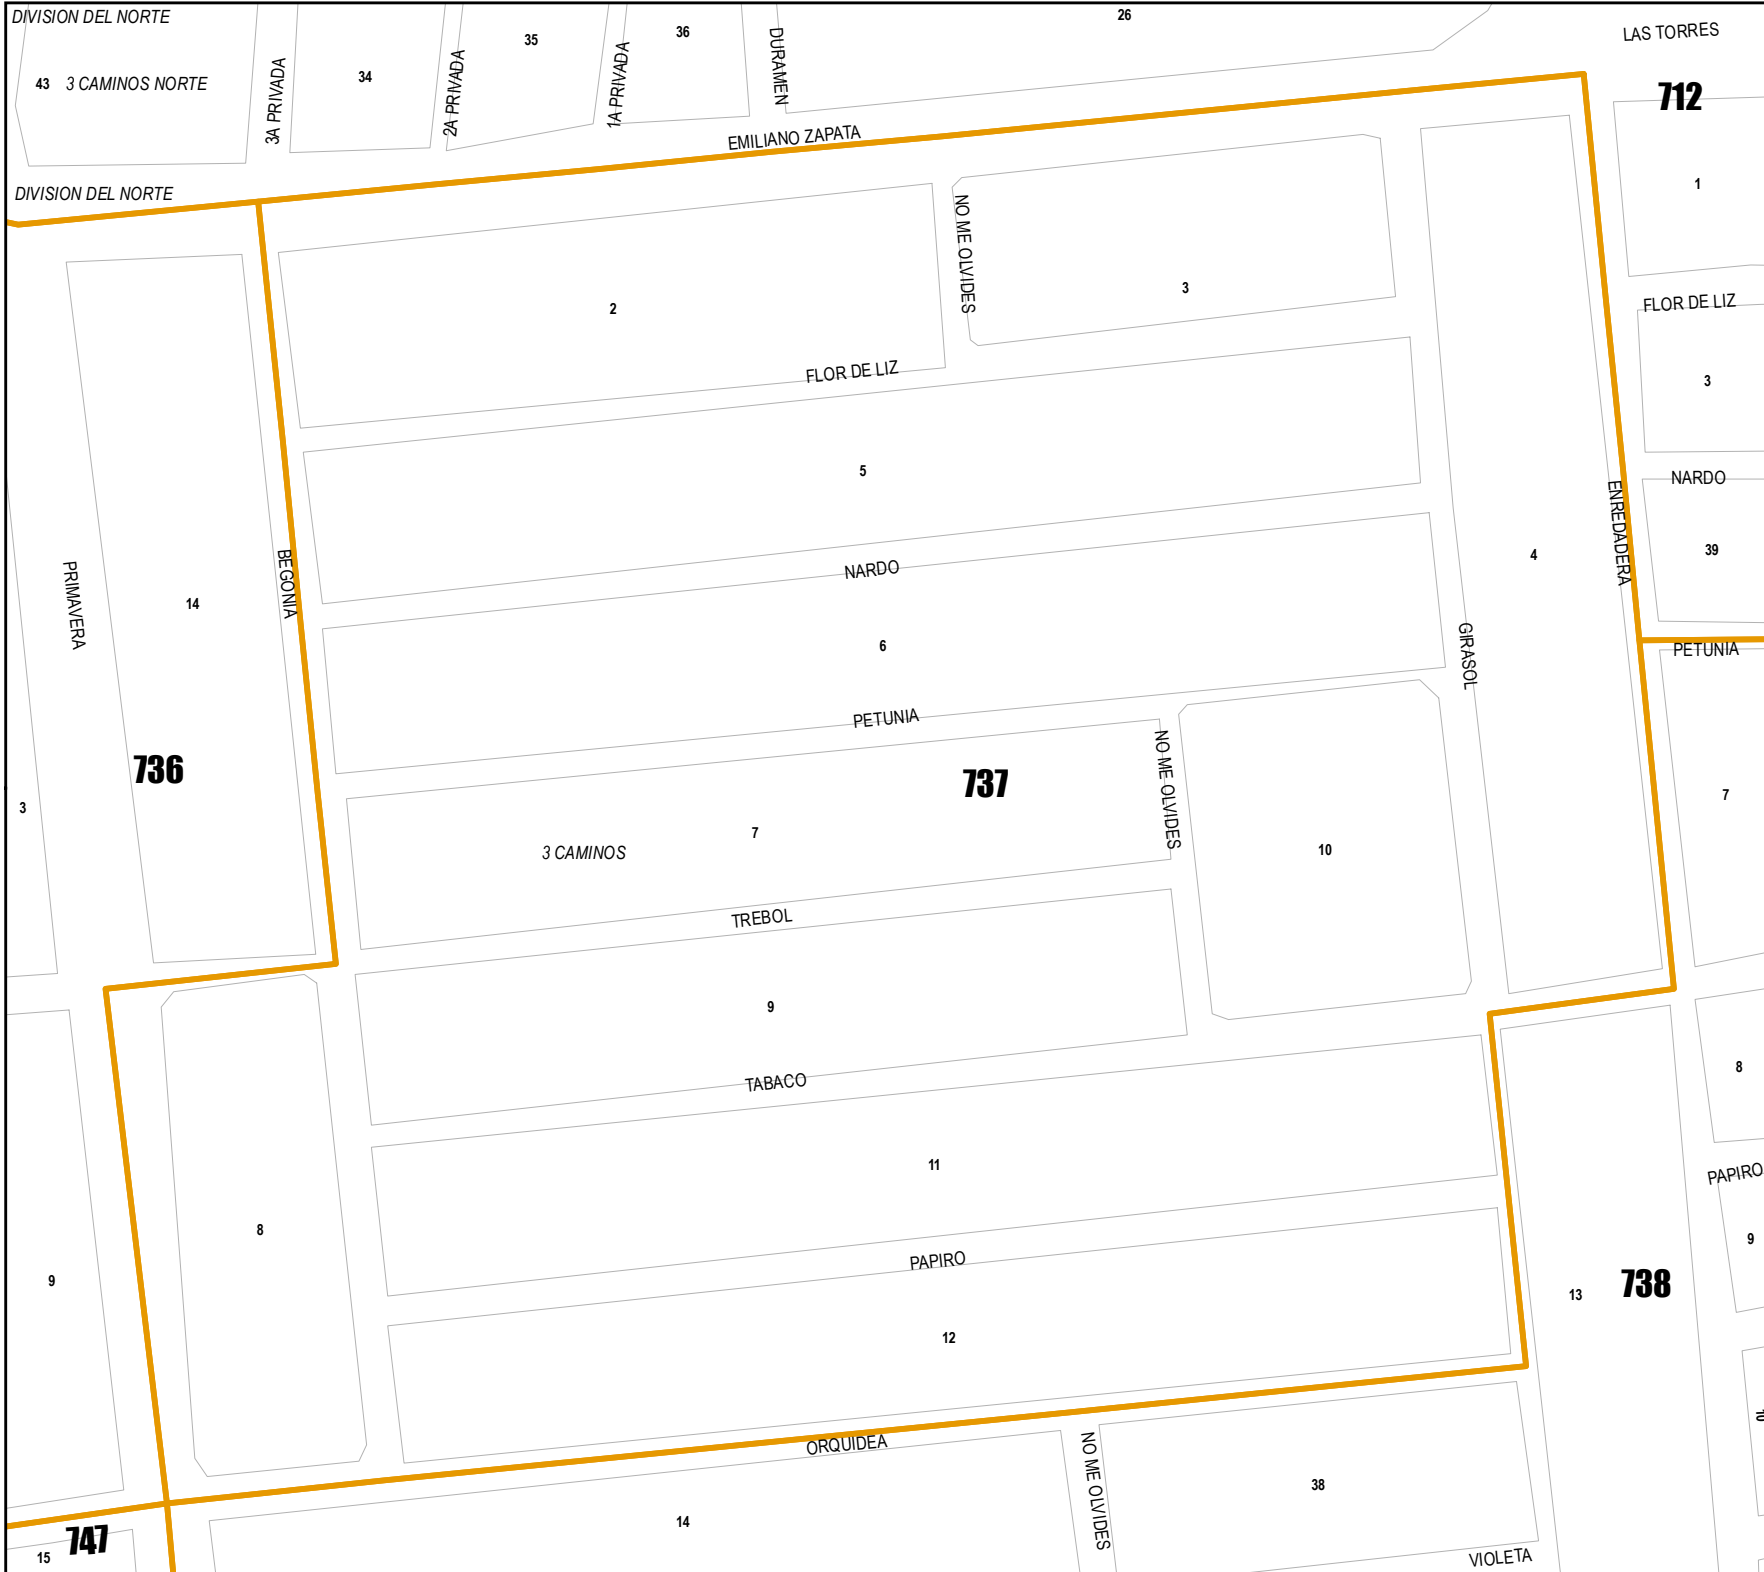 DIVISION DEL NORTE
26
35
36
LAS TORRES
DURAMEN
34
43
3 CAMINOS NORTE
3A PRIVADA
2A PRIVADA
1A PRIVADA
712
EMILIANO ZAPATA
1
DIVISION DEL NORTE
NO ME OLVIDES
3
2
FLOR DE LIZ
FLOR DE LIZ
3
5
NARDO
ENREDADERA
39
4
NARDO
BEGONIA
PRIMAVERA
14
6
GIRASOL
PETUNIA
PETUNIA
736
737
NO ME OLVIDES
7
3
7
3 CAMINOS
10
TREBOL
9
TABACO
8
11
PAPIRO
8
9
PAPIRO
9
738
13
12
10
ORQUIDEA
NO ME OLVIDES
38
14
747
15
VIOLETA